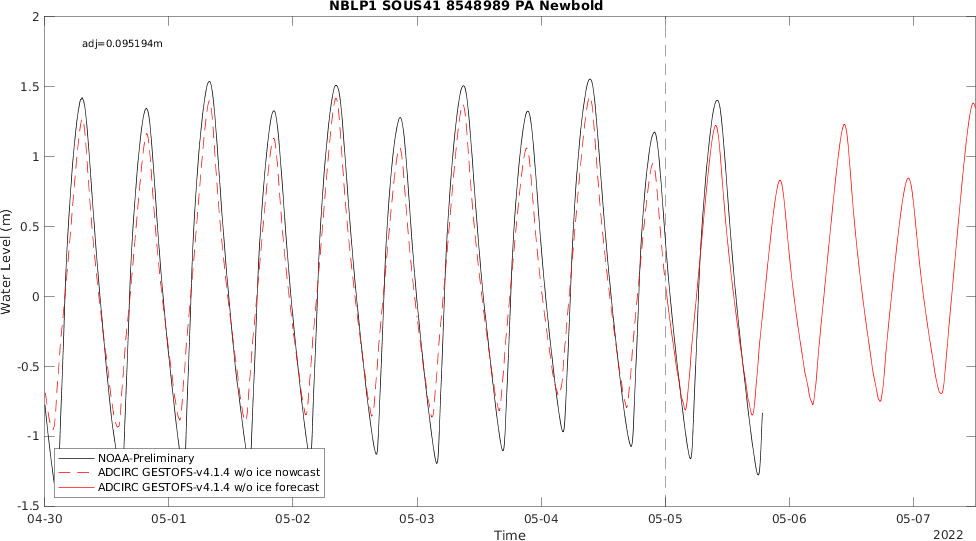 NBLP1 SOUS41 8548989 PA Newbold
adj=0.095194m
2
1.5
1
0.5
0
-0.5
-1
-1.5
Water Level (m)
NOAA-Preliminary
ADCIRC GESTOFS-v4.1.4 w/o ice nowcast
ADCIRC GESTOFS-v4.1.4 w/o ice forecast
04-30 05-01 05-02 05-03 05-04 05-05 05-06 05-07
Time
2022